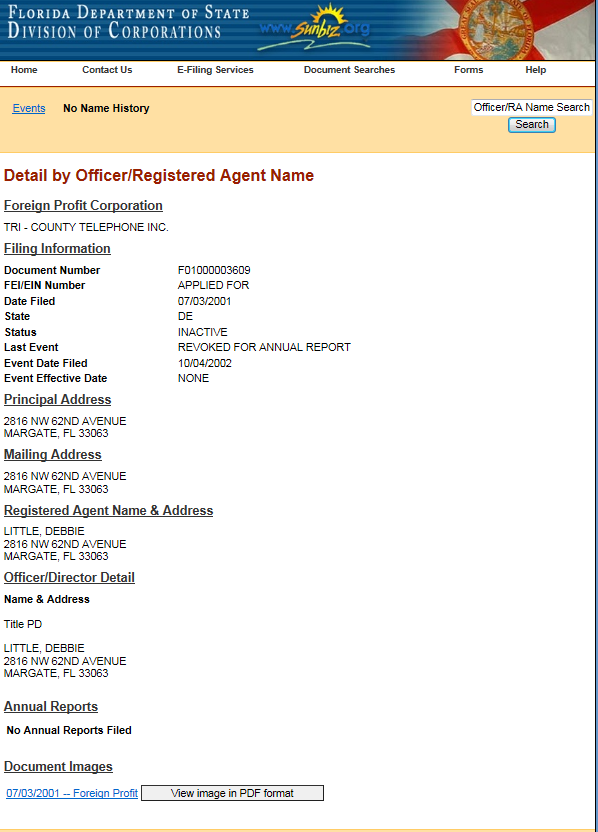 FLORIDA DEPARTMENT OF STATE
DIVISION OF CORPORATIONS
www.Sunbiz.org
Home Contact Us E-Filing Services Document Searches Forms Help
Events No Name History Officer/RA Name Search
Search
Detail by Officer/Registered Agent Name
Foreign Profit Corporation
TRI - COUNTY TELEPHONE INC.
Filing Information
Document Number F01000003609
FEI/EIN Number APPLIED FOR
Date Filed 07/03/2001
State DE
Status INACTIVE
Last Event REVOKED FOR ANNUAL REPORT
Event Date Filed 10/04/2002
Event Effective Date NONE
Principal Address
2816 NW 62ND AVENUE
MARGATE, FL 33063
Mailing Address
2816 NW 62ND AVENUE
MARGATE, FL 33063
Registered Agent Name & Address
LITTLE, DEBBIE
2816 NW 62ND AVENUE
MARGATE, FL 33063
Officer/Director Detail
Name & Address
Title PD
LITTLE, DEBBIE
2816 NW 62ND AVENUE
MARGATE, FL 33063
Annual Reports
No Annual Reports Filed
Document Images
07/03/2001 -- Foreign Profit View image in PDF format